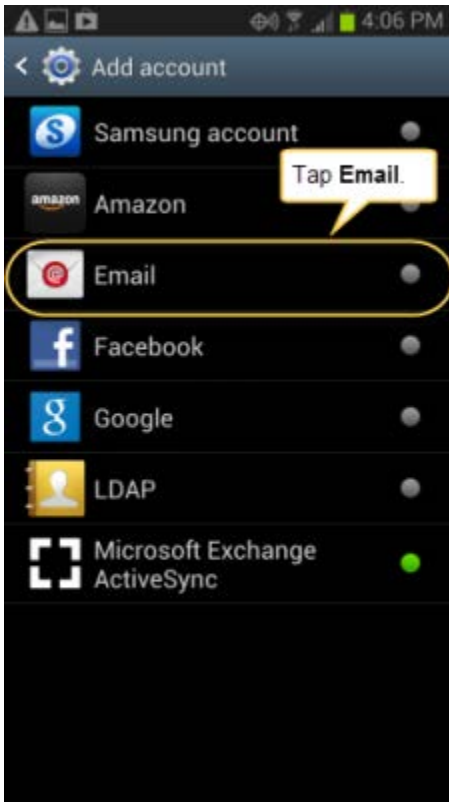 4:06 PM
Add account
Samsung account
Tap Email.
amazon
Amazon
Email
Facebook
Google
LDAP
Microsoft Exchange
ActiveSync